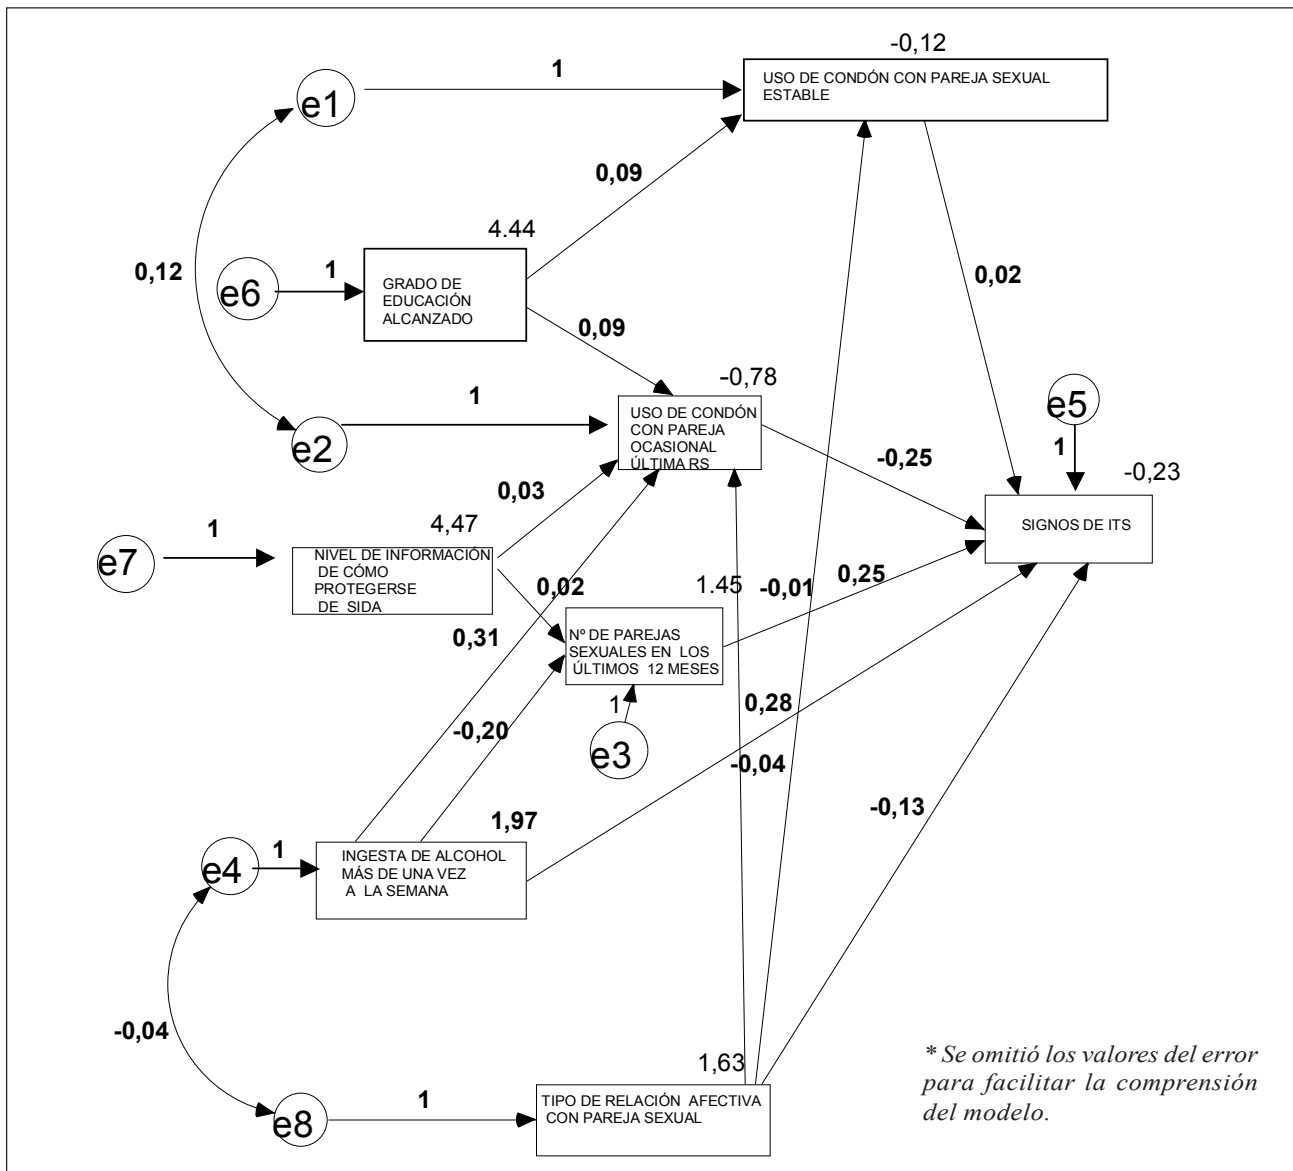 -0,12
1
USO DE CONDÓN CON PAREJA SEXUAL
ESTABLE
e1
0,09
4.44
0,12
1
e6
GRADO DE
EDUCACIÓN
ALCANZADO
0,02
0,09
-0,78
1
e5
USO DE CONDÓN
CON PAREJA
OCASIONAL
ÚLTIMA RS
e2
1
-0,25
-0,23
0,03
4,47
SIGNOS DE ITS
1
e7
NIVEL DE INFORMACIÓN
DE CÓMO
PROTEGERSE
DE SIDA
0,02
1.45
-0,01
0,25
0,31
Nº DE PAREJAS
SEXUALES EN LOS
ÚLTIMOS 12 MESES
1
0,28
-0,20
e3
-0,04
-0,13
1,97
e4
1
INGESTA DE ALCOHOL
MÁS DE UNA VEZ
A LA SEMANA
-0,04
1,63
* Se omitió los valores del error
para facilitar la comprensión
del modelo.
e8
1
TIPO DE RELACIÓN AFECTIVA
CON PAREJA SEXUAL